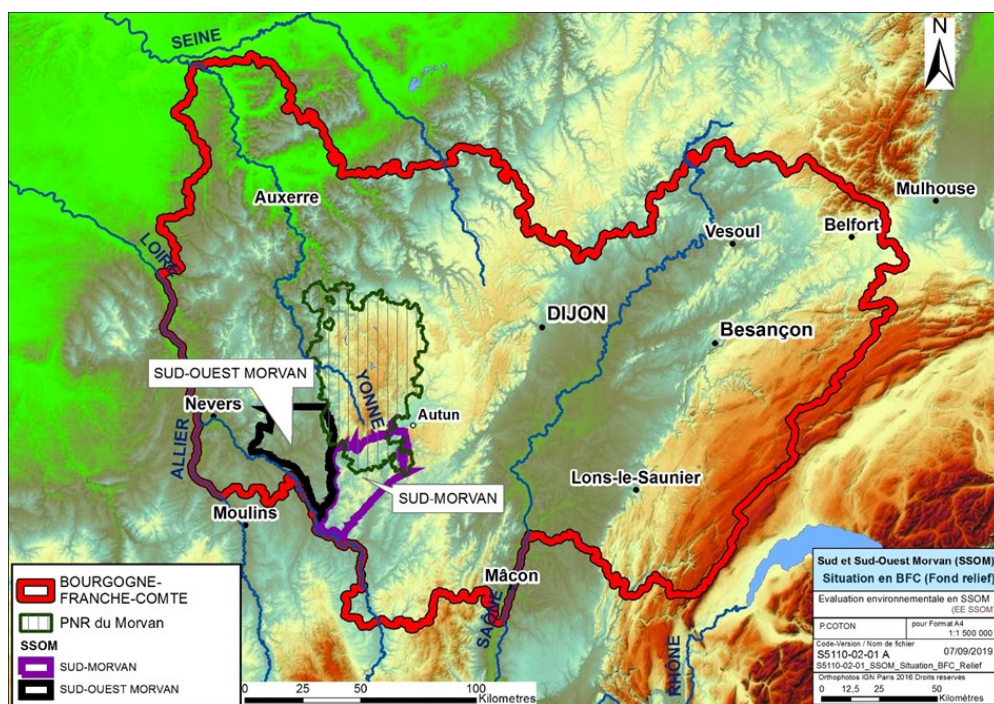 SEINE
N
Auxerre
Mulhouse
Belfort
Vesoul
LOIRE
DIJON
Besançon
SUD-OUEST MORVAN
YONNE
Nevers
Autun
ALLIER
SUD-MORVAN
Lons-le-Saunier
Moulins
Mâcon
SAÔNE
RHÔNE
BOURGOGNE-
FRANCHE-COMTE
PNR du Morvan
SSOM
SUD-MORVAN
SUD-OUEST MORVAN
0 25 50 100
Kilometres
Sud et Sud-Ouest Morvan (SSOM)
Situation en BFC (Fond relief)
Evaluation environnementale en SSOM
(EE SSOM)
P.COTON
pour Format A4
1:1 500 000
Code-Version / Nom de fichier
S5110-02-01 A
07/09/2019
S5110-02-01_SSOM_Situation_BFC_Relief
Orthophotos IGN Paris 2016 Droits réservés
0 12,5 25 50
Kilomètres